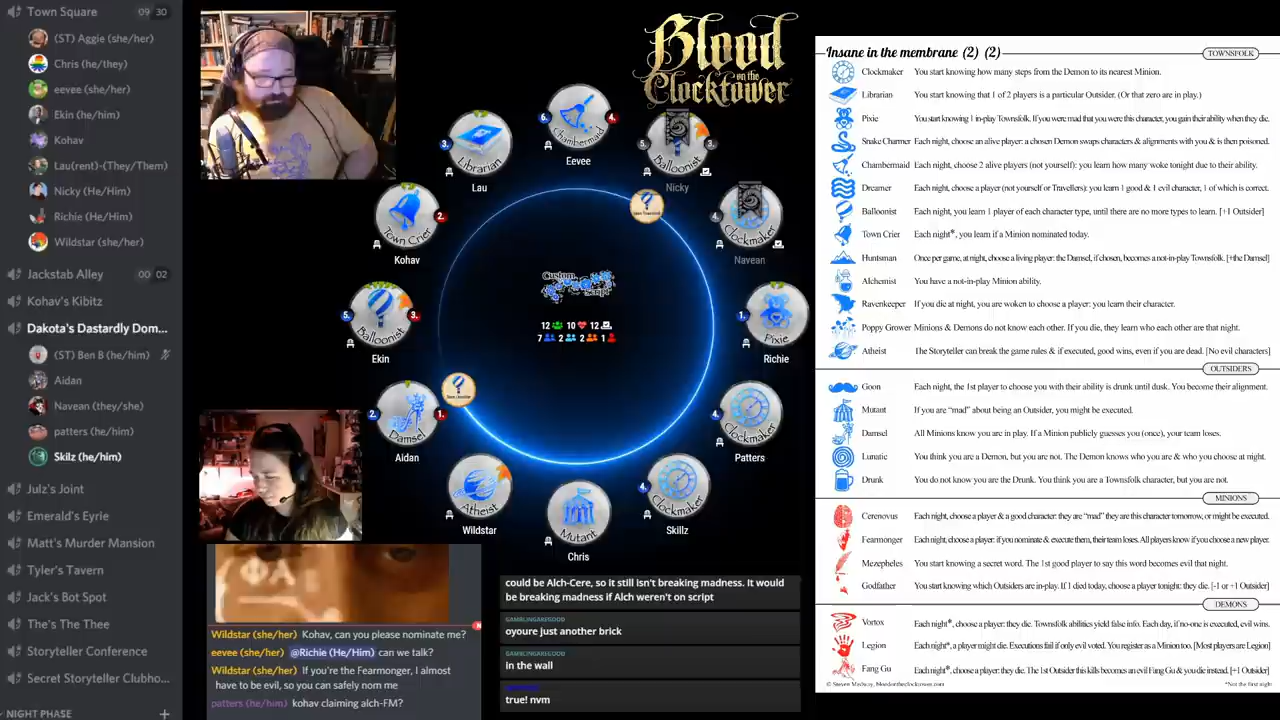 Town Square
09 30
(ST) Aggie (she/her)
Chris (he/they)
eevee (she/her)
Ekin (he/him)
Kohav
Lau(rent)-(They/Them)
Nicky (He/Him)
Richie (He/Him)
Wildstar (she/her)
Jackstab Alley
00 02
Kohav's Kibitz
Dakota's Dastardly Dom...
(ST) Ben B (he/him)
Aidan
Navean (they/she)
patters (he/him)
Skilz (he/him)
Julz's Joint
Emerson's Eyrie
Matt's Murder Mansion
Tyler's Tavern
Jack's Bot Spot
The's The Thee
Storyteller Conference
Secret Storyteller Clubho...
NIGHT PHASE
Blood
on the
Clocktower
6.
Chambermaid
4.
Eevee
3.
Librarian
Lau
5.
Balloonist
3.
Nicky
Town Crier
2.
Kohav
4.
Clockmaker
Navean
5.
Balloonist
3.
Ekin
1.
Pixie
Richie
2.
Damsel
1.
Aidan
4.
Clockmaker
Patters
Atheist
Wildstar
Mutant
Chris
4.
Clockmaker
Skillz
Custom
Script
12 10 12
7 2 2 1
Wildstar (she/her) Kohav, can you please nominate me?
eevee (she/her) @Richie (He/Him) can we talk?
Wildstar (she/her) If you're the Fearmonger, I almost
have to be evil, so you can safely nom me
patters (he/him) kohav claiming alch-FM?
could be Alch-Cere, so it still isn't breaking madness. It would
be breaking madness if Alch weren't on script
GAMBLINGAREGOOD
oyoure just another brick
GAMBLINGAREGOOD
in the wall
true! nvm
Insane in the membrane (2) (2)
TOWNSFOLK
Clockmaker You start knowing how many steps from the Demon to its nearest Minion.
Librarian You start knowing that 1 of 2 players is a particular Outsider. (Or that zero are in play.)
Pixie You start knowing 1 in-play Townsfolk. If you were mad that you were this character, you gain their ability when they die.
Snake Charmer Each night, choose an alive player: a chosen Demon swaps characters & alignments with you & is then poisoned.
Chambermaid Each night, choose 2 alive players (not yourself): you learn how many woke tonight due to their ability.
Dreamer Each night, choose a player (not yourself or Travellers): you learn 1 good & 1 evil character, 1 of which is correct.
Balloonist Each night, you learn 1 player of each character type, until there are no more types to learn. [+1 Outsider]
Town Crier Each night*, you learn if a Minion nominated today.
Huntsman Once per game, at night, choose a living player: the Damsel, if chosen, becomes a not-in-play Townsfolk. [+the Damsel]
Alchemist You have a not-in-play Minion ability.
Ravenkeeper If you die at night, you are woken to choose a player: you learn their character.
Poppy Grower Minions & Demons do not know each other. If you die, they learn who each other are that night.
Atheist The Storyteller can break the game rules & if executed, good wins, even if you are dead. [No evil characters]
OUTSIDERS
Goon Each night, the 1st player to choose you with their ability is drunk until dusk. You become their alignment.
Mutant If you are "mad" about being an Outsider, you might be executed.
Damsel All Minions know you are in play. If a Minion publicly guesses you (once), your team loses.
Lunatic You think you are a Demon, but you are not. The Demon knows who you are & who you choose at night.
Drunk You do not know you are the Drunk. You think you are a Townsfolk character, but you are not.
MINIONS
Cerenovus Each night, choose a player & a good character: they are "mad" they are this character tomorrow, or might be executed.
Fearmonger Each night, choose a player: if you nominate & execute them, their team loses. All players know if you choose a new player.
Mezepheles You start knowing a secret word. The 1st good player to say this word becomes evil that night.
Godfather You start knowing which Outsiders are in-play. If 1 died today, choose a player tonight: they die. [-1 or +1 Outsider]
DEMONS
Vortox Each night*, choose a player: they die. Townsfolk abilities yield false info. Each day, if no-one is executed, evil wins.
Legion Each night*, a player might die. Executions fail if only evil voted. You register as a Minion too. [Most players are Legion]
Fang Gu Each night*, choose a player: they die. The 1st Outsider this kills becomes an evil Fang Gu & you die instead. [+1 Outsider]
© Steven Medway, bloodontheclocktower.com
*Not the first night